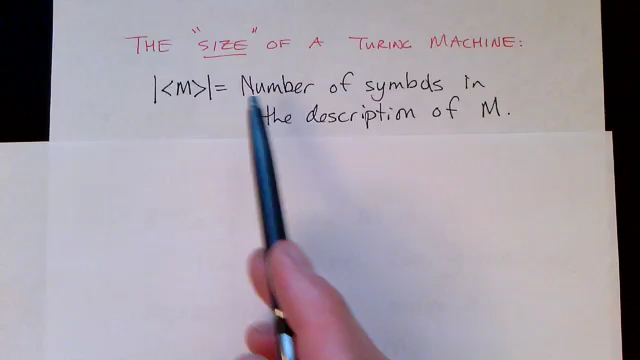 THE "SIZE" OF A TURING MACHINE:
|<M>| = Number of symbols in
the description of M.